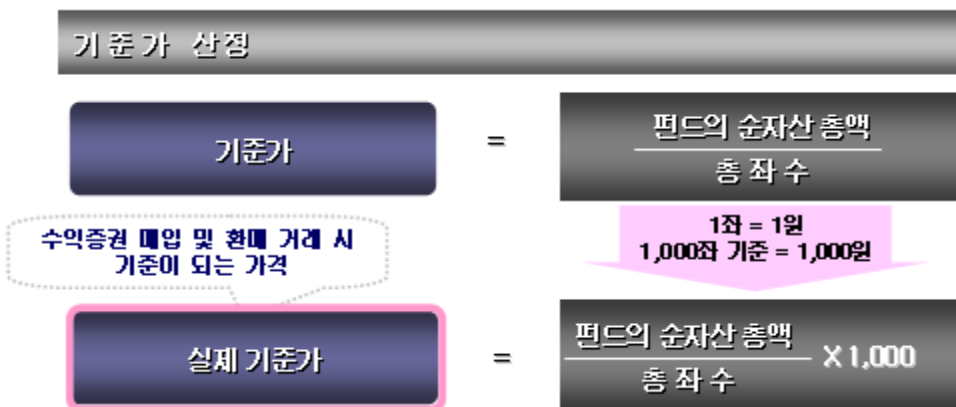 기준가 산정
기준가
=
펀드의 순자산 총액
총 좌 수
수익증권 매입 및 환매 거래 시
기준이 되는 가격
1좌 = 1원
1,000좌 기준 = 1,000원
실제 기준가
=
펀드의 순자산 총액
총 좌 수
X 1,000